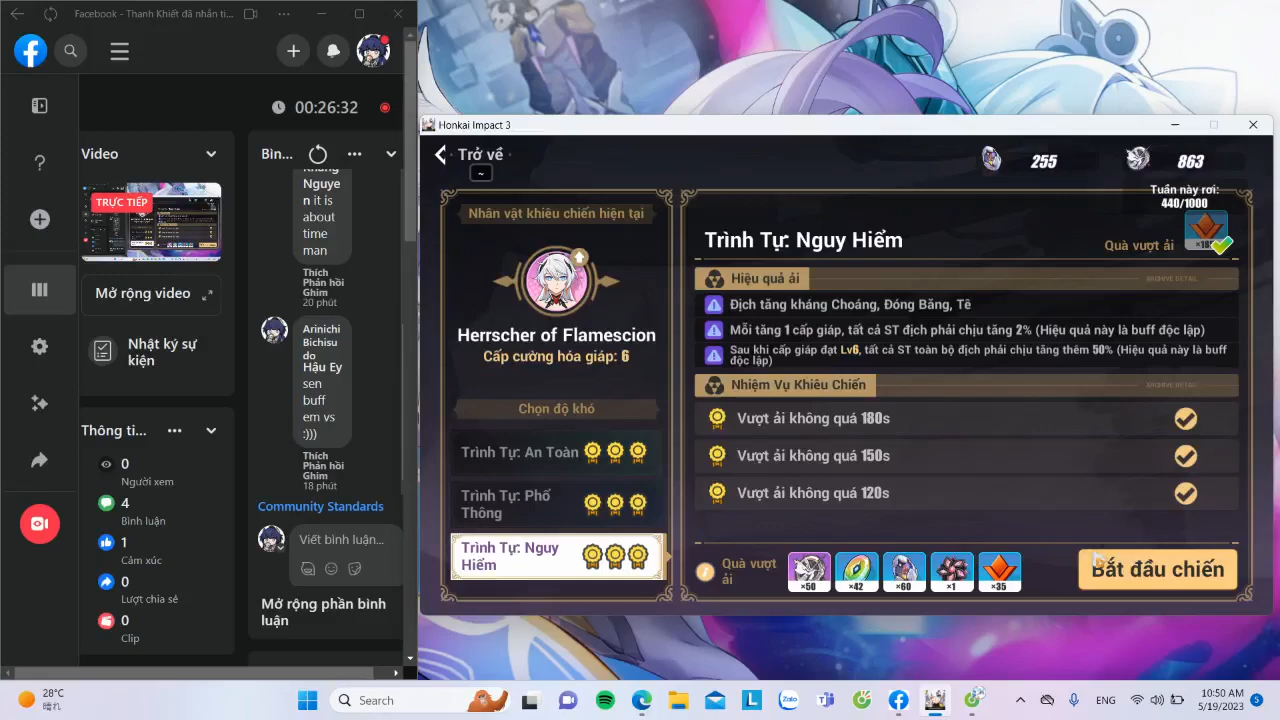 Facebook - Thanh Khiết đã nhắn ti...
00:26:32
Video
TRỰC TIẾP
Mở rộng video
Nhật ký sự
kiện
Thông ti...
0
Người xem
4
Bình luận
1
Cảm xúc
0
Lượt chia sẻ
0
Clip
Bìn...
Khang
Nguye
n it is
about
time
man
Thích
Phản hồi
Ghim
20 phút
Arinichi
Bichisu
do
Hậu Ey
sen
buff
em vs
:)))
Thích
Phản hồi
Ghim
18 phút
Community Standards
Viết bình luận...
Mở rộng phần bình
luận
Honkai Impact 3
Trở về
~
255
863
Tuần này rơi:
440/1000
Nhân vật khiêu chiến hiện tại
Herrscher of Flamescion
Cấp cường hóa giáp: 6
Chọn độ khó
Trình Tự: An Toàn
Trình Tự: Phổ
Thông
Trình Tự: Nguy
Hiểm
Trình Tự: Nguy Hiểm
Quà vượt ải
Hiệu quả ải
ARCHIVE DETAIL
Địch tăng kháng Choáng, Đóng Băng, Tê
Mỗi tăng 1 cấp giáp, tất cả ST địch phải chịu tăng 2% (Hiệu quả này là buff độc lập)
Sau khi cấp giáp đạt Lv6, tất cả ST toàn bộ địch phải chịu tăng thêm 50% (Hiệu quả này là buff
độc lập)
Nhiệm Vụ Khiêu Chiến
ARCHIVE DETAIL
Vượt ải không quá 180s
Vượt ải không quá 150s
Vượt ải không quá 120s
Quà vượt
ải
×50
×42
×60
×1
×35
Bắt đầu chiến
28°C
晴れ
Search
L
Zalo
ENG
10:50 AM
5/19/2023
5